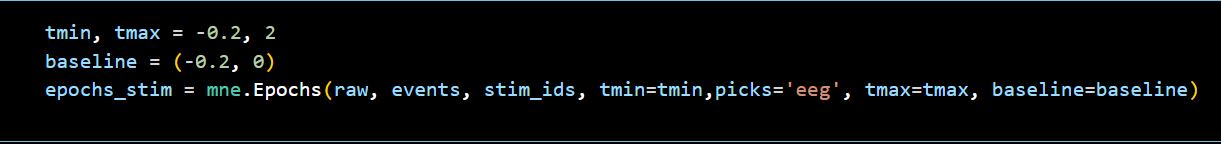 tmin, tmax = -0.2, 2
baseline = (-0.2, 0)
epochs_stim = mne.Epochs(raw, events, stim_ids, tmin=tmin,picks='eeg', tmax=tmax, baseline=baseline)